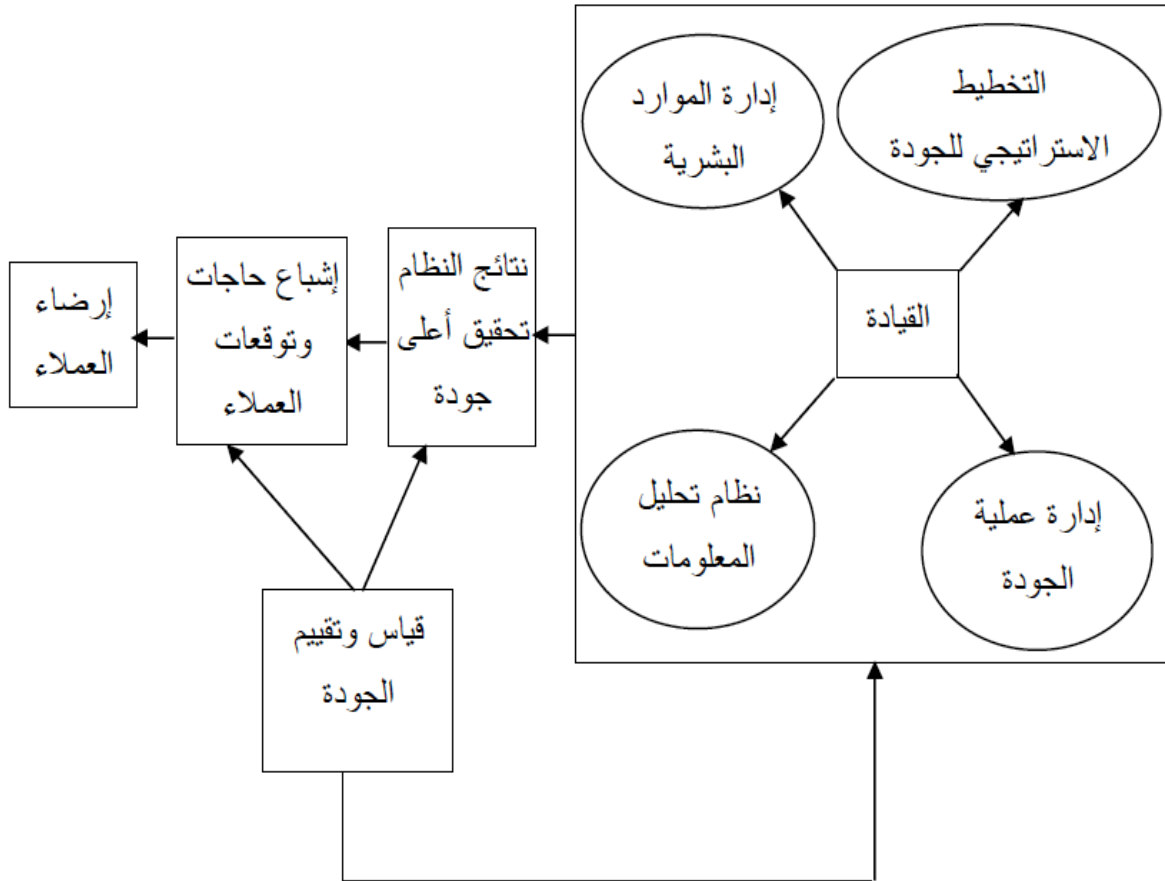 التخطيط
الاستراتيجي للجودة
إدارة الموارد
البشرية
القيادة
إدارة عملية
الجودة
نظام تحليل
المعلومات
نتائج النظام
تحقيق أعلى
جودة
إشباع حاجات
وتوقعات
العملاء
إرضاء
العملاء
قياس وتقييم
الجودة